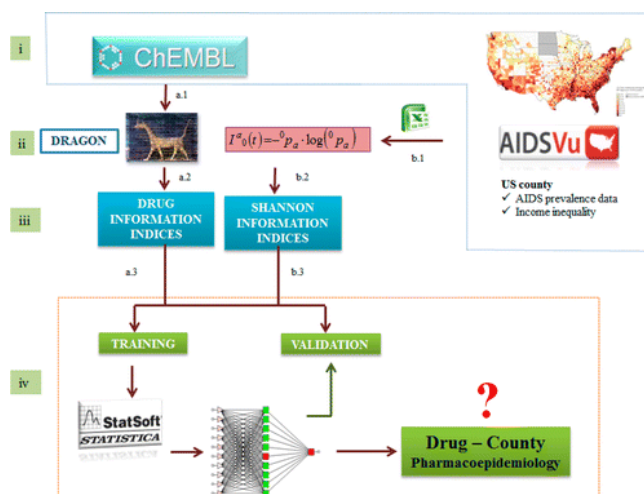 i
ChEMBL
a.1
ii
DRAGON
I^a_0(t)=-^0p_a·log(^0p_a)
b.1
AIDSVu
a.2
b.2
US county
✓ AIDS prevalence data
✓ Income inequality
iii
DRUG
INFORMATION
INDICES
SHANNON
INFORMATION
INDICES
a.3
b.3
TRAINING
VALIDATION
iv
StatSoft
STATISTICA
?
Drug – County
Pharmacoepidemiology